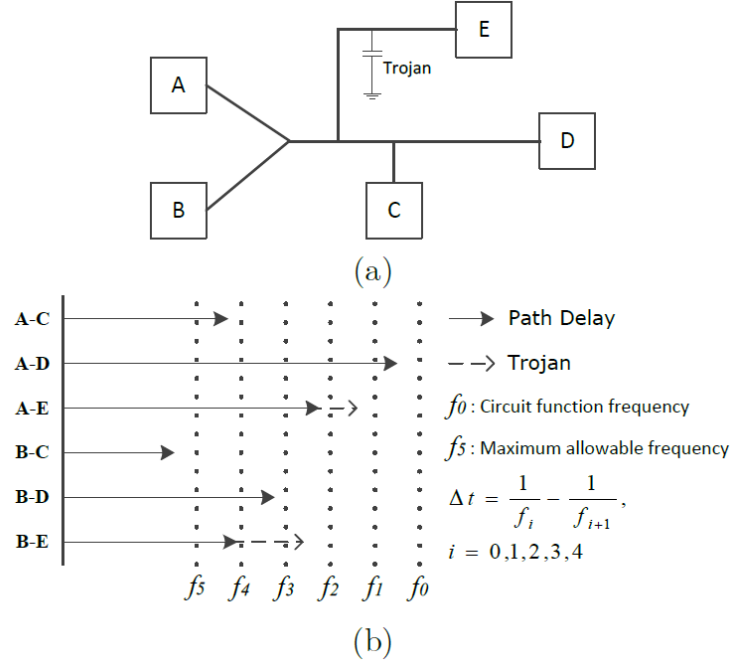 E
Trojan
A
D
B
C
(a)
A-C
Path Delay
A-D
Trojan
A-E
f0 : Circuit function frequency
B-C
f5 : Maximum allowable frequency
B-D
Δt = 1/fi − 1/fi+1,
B-E
i = 0,1,2,3,4
f5 f4 f3 f2 f1 f0
(b)